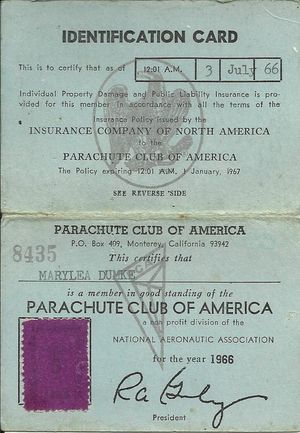 IDENTIFICATION CARD
This is to certify that as of 12:01 A.M. 3 July 66
Individual Property Damage and Public Liability Insurance is pro-
vided for this member in accordance with all the terms of the
Insurance Policy issued by the
INSURANCE COMPANY OF NORTH AMERICA
to the
PARACHUTE CLUB OF AMERICA
The Policy expiring 12:01 A.M. 1 January, 1967
SEE REVERSE SIDE
PARACHUTE CLUB OF AMERICA
P.O. Box 409, Monterey, California 93942
8435 This certifies that
MARYLEA DUMKE
is a member in good standing of the
PARACHUTE CLUB OF AMERICA
a non profit division of the
NATIONAL AERONAUTIC ASSOCIATION
for the year 1966
President